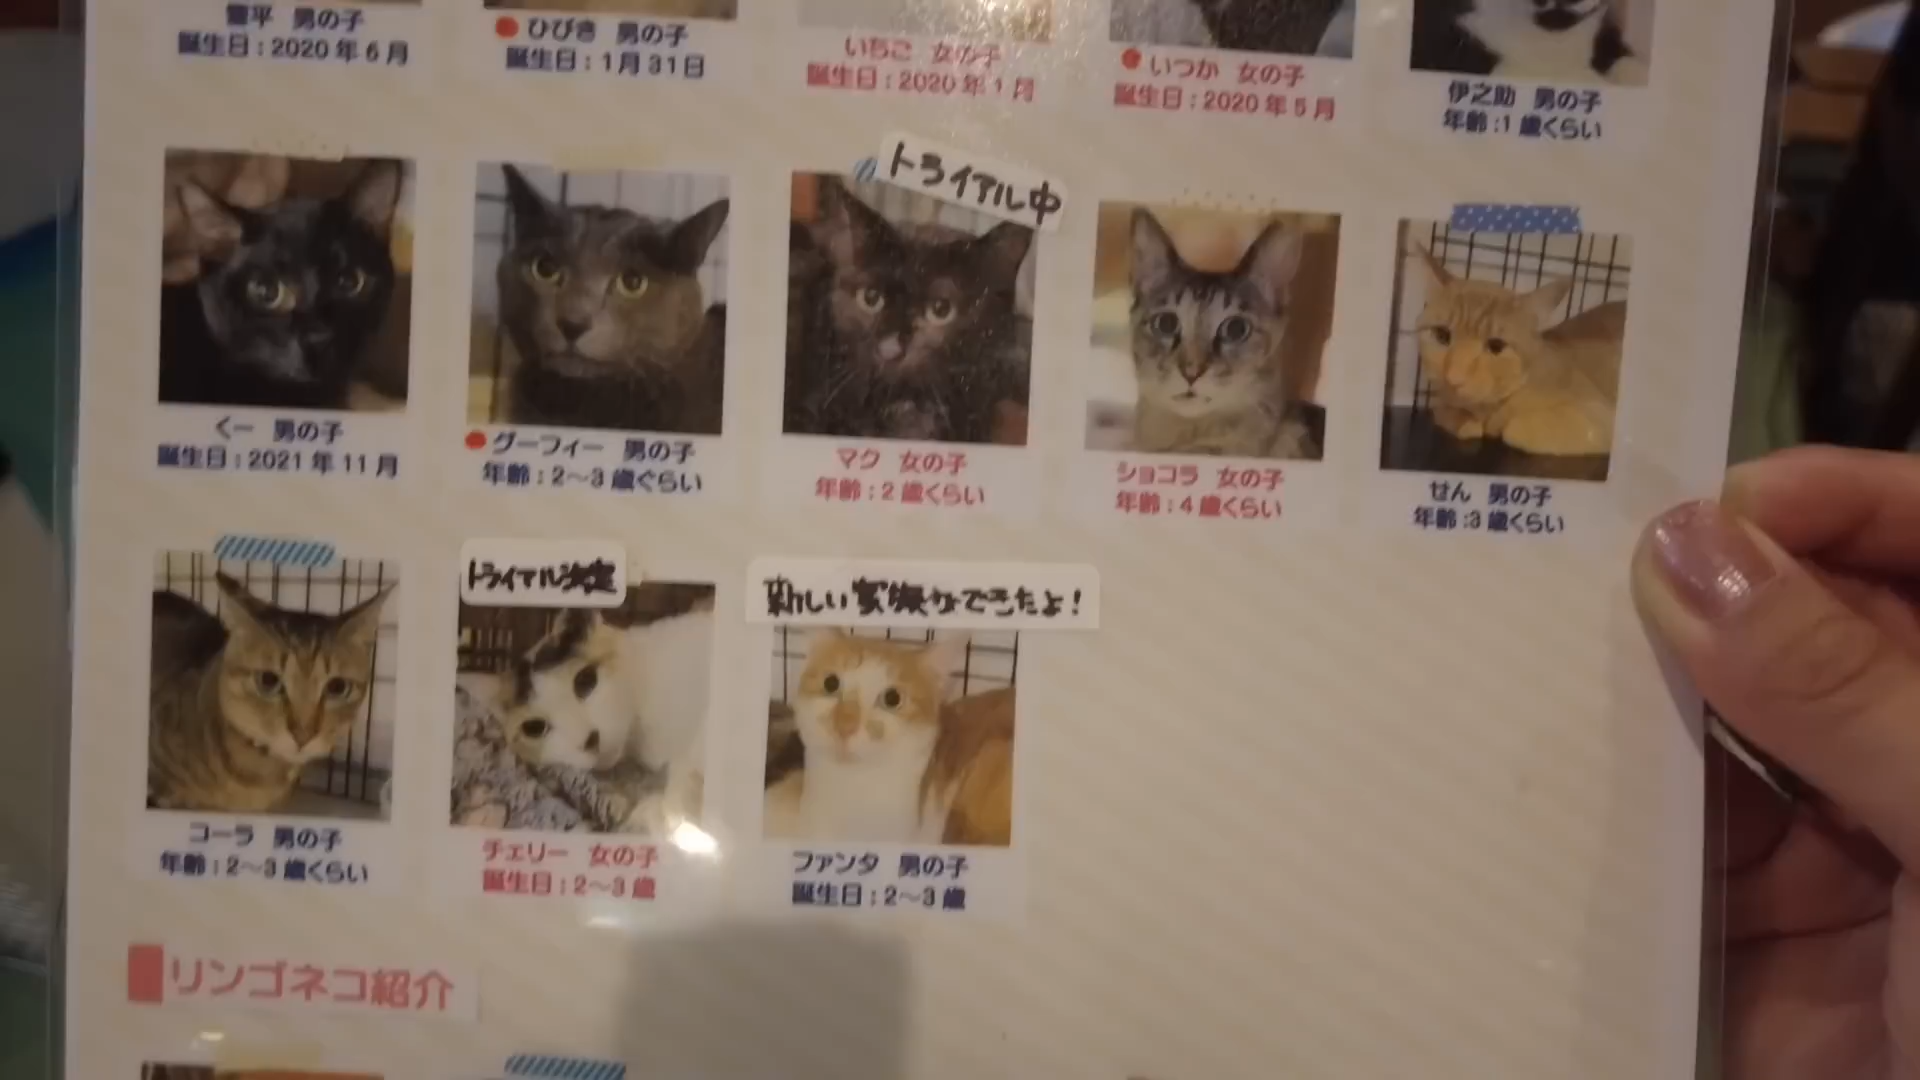 雷平 男の子
誕生日:2020年6月
ひびき 男の子
誕生日:1月31日
いちご 女の子
誕生日:2020年1月
いつか 女の子
誕生日:2020年5月
伊之助 男の子
年齢:1歳くらい
くー 男の子
誕生日:2021年11月
グーフィー 男の子
年齢:2〜3歳ぐらい
トライアル中
マク 女の子
年齢:2歳くらい
ショコラ 女の子
年齢:4歳くらい
せん 男の子
年齢:3歳くらい
コーラ 男の子
年齢:2〜3歳くらい
トライアル決定
チェリー 女の子
誕生日:2〜3歳
新しい家族ができたよ!
ファンタ 男の子
誕生日:2〜3歳
リンゴネコ紹介